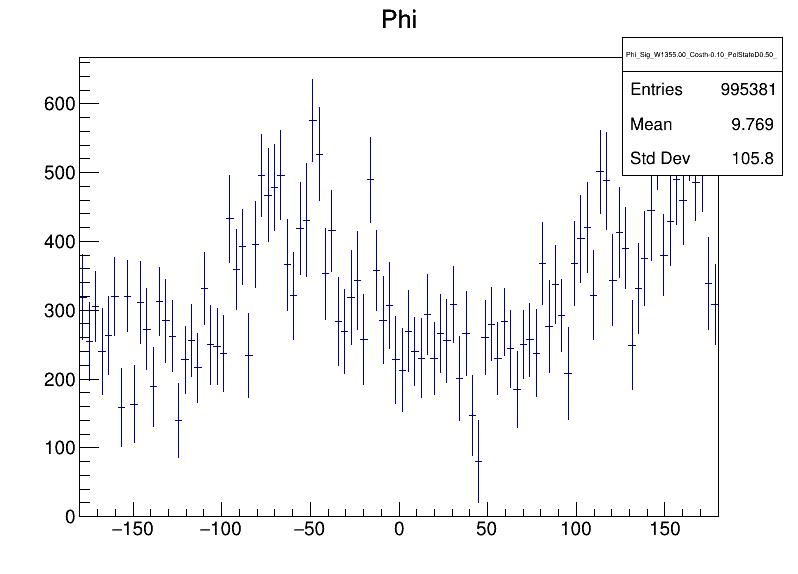 Phi
Phi_Sig_W1355.00_Costh-0.10_PolStateD0.50_
Entries 995381
Mean 9.769
Std Dev 105.8
600
500
400
300
200
100
0
−150 −100 −50 0 50 100 150